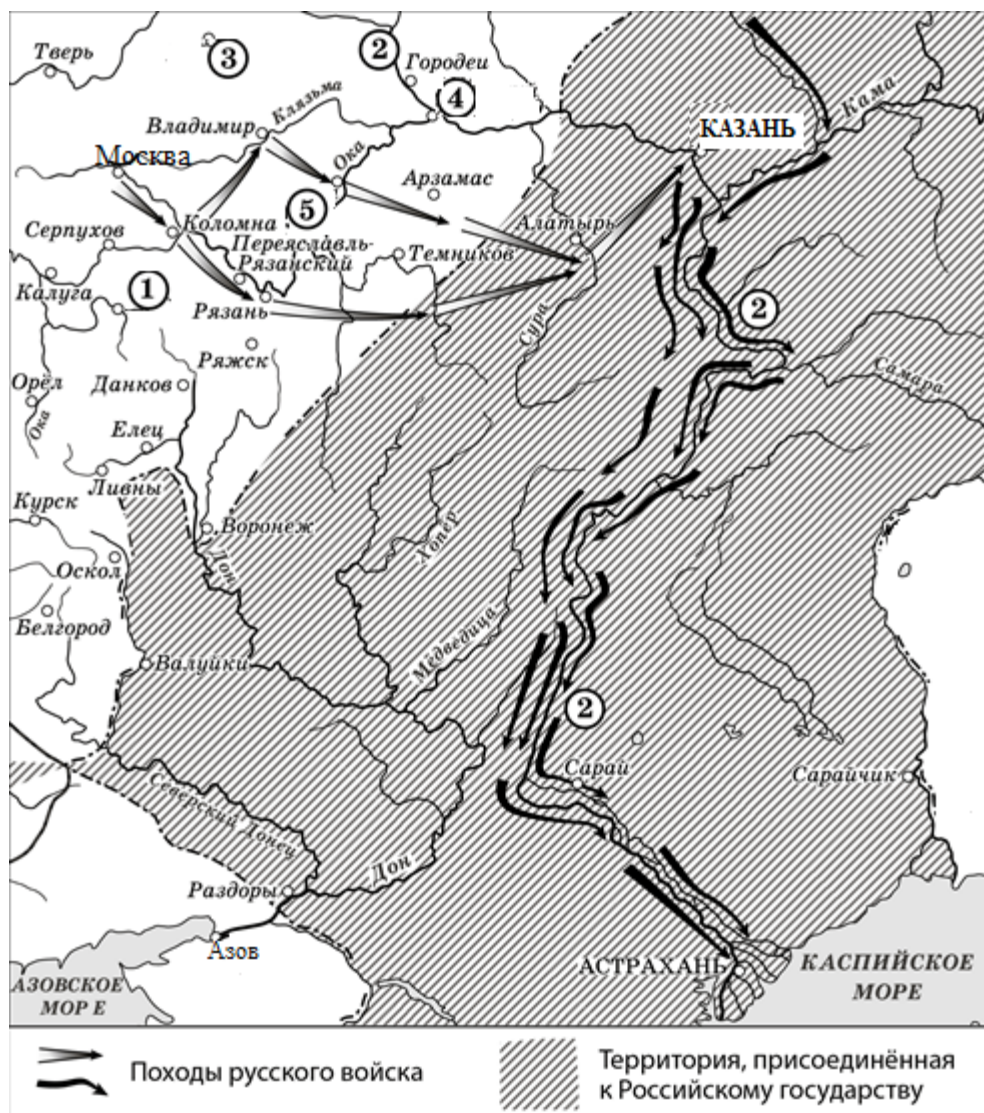 Тверь
3
2
Городец
4
Клязьма
Кама
Владимир
КАЗАНЬ
Москва
Ока
Арзамас
5
Серпухов
Коломна
Алатырь
Переяславль-
Рязанский
Темников
Калуга
1
Рязань
Сура
2
Ряжск
Орёл
Данков
Самара
Ока
Елец
Ливны
Курск
Воронеж
Хопёр
Оскол
Дон
Белгород
Медведица
Валуйки
2
Сарай
Сарайчик
Северский Донец
Дон
Раздоры
Азов
АСТРАХАНЬ
КАСПИЙСКОЕ
МОРЕ
АЗОВСКОЕ
МОР Е
Походы русского войска
Территория, присоединённая
к Российскому государству